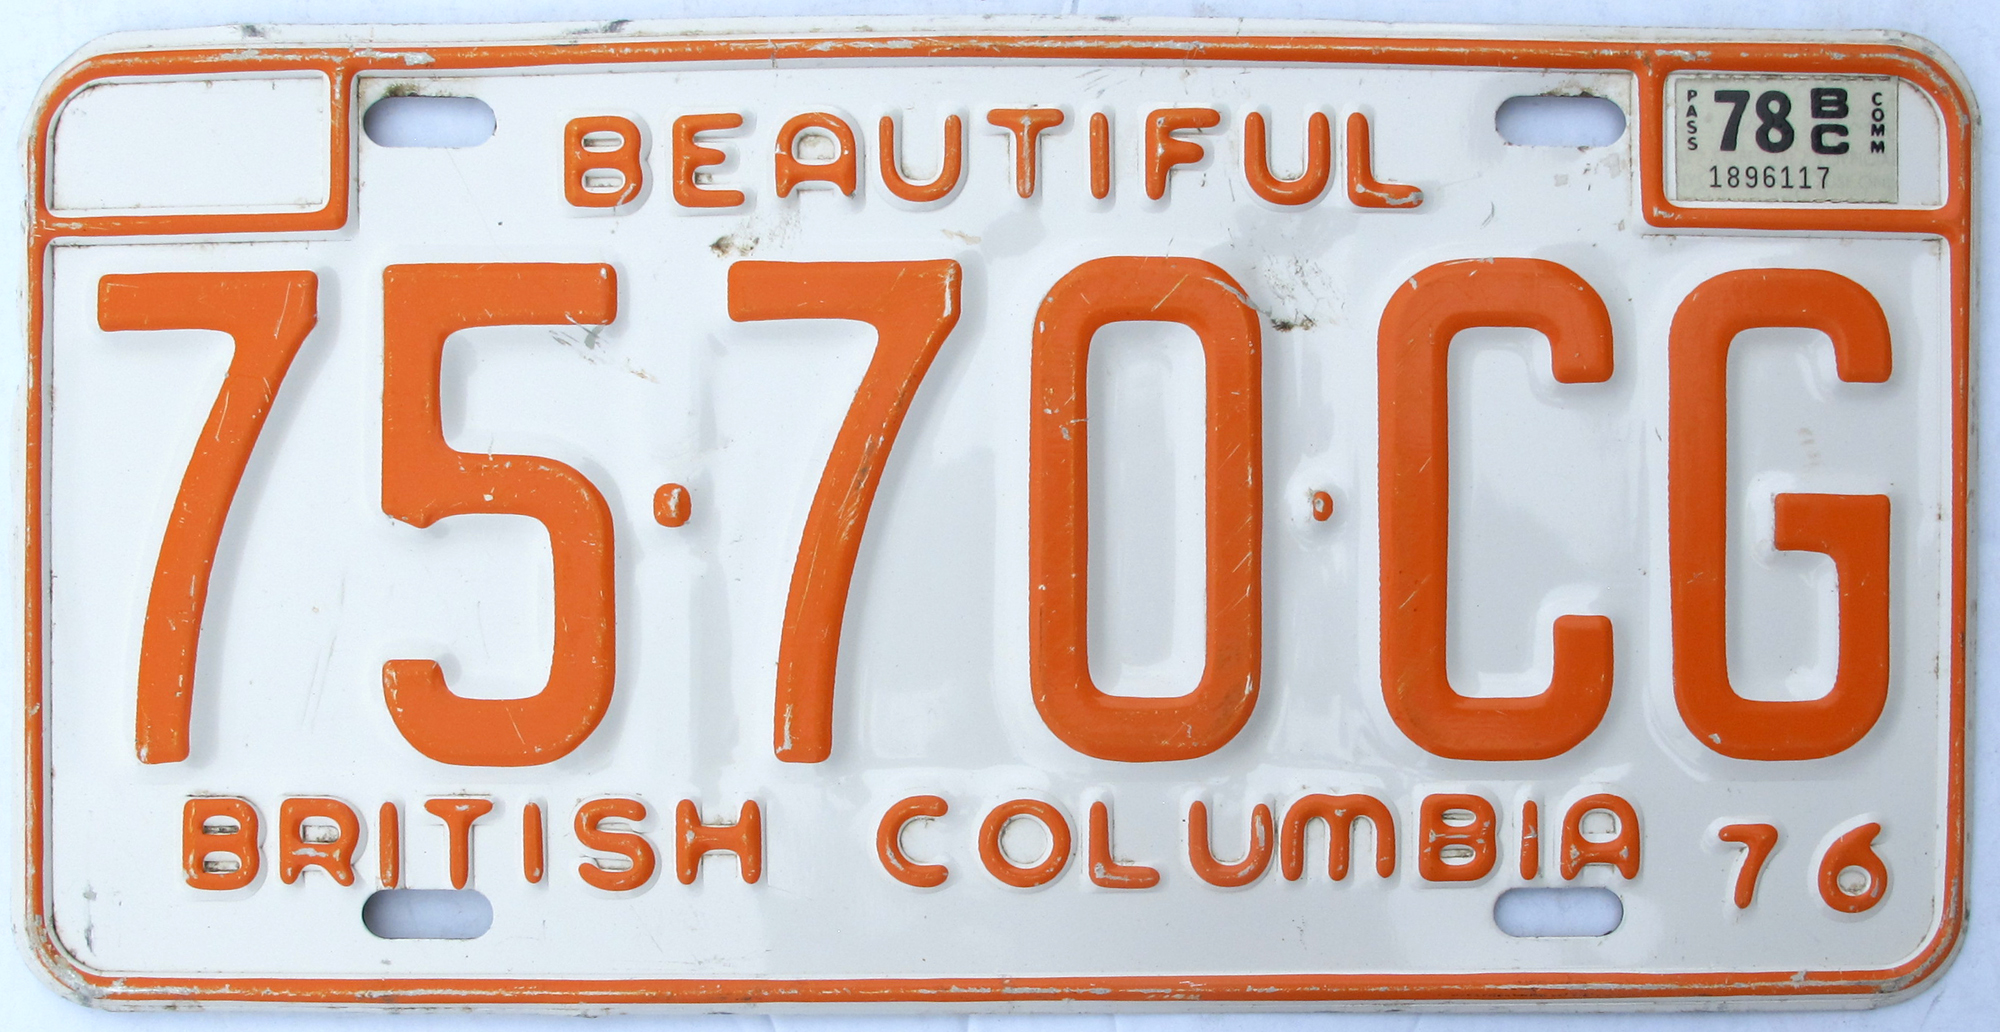 BEAUTIFUL
PASS 78 BC COMM
1896117
75·70·CG
BRITISH COLUMBIA 76